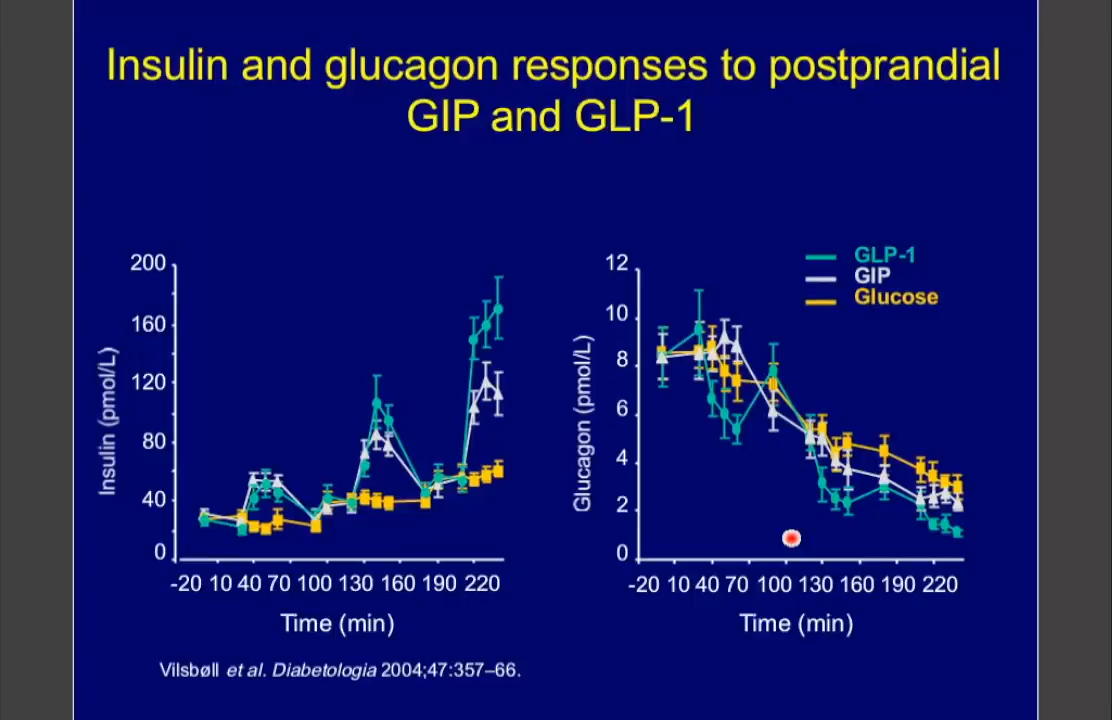 Insulin and glucagon responses to postprandial
GIP and GLP-1
200
160
120
80
40
0
Insulin (pmol/L)
-20 10 40 70 100 130 160 190 220
Time (min)
12
10
8
6
4
2
0
Glucagon (pmol/L)
-20 10 40 70 100 130 160 190 220
Time (min)
GLP-1
GIP
Glucose
Vilsbøll et al. Diabetologia 2004;47:357–66.